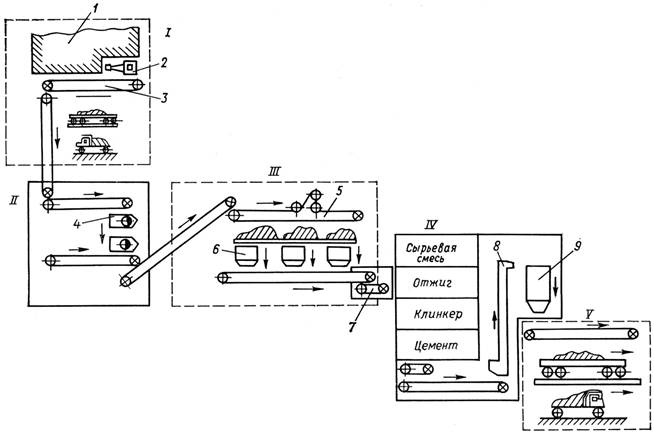 1
I
2
3
III
II
5
4
IV
8
9
Сырьевая
смесь
6
Отжиг
V
Клинкер
7
Цемент